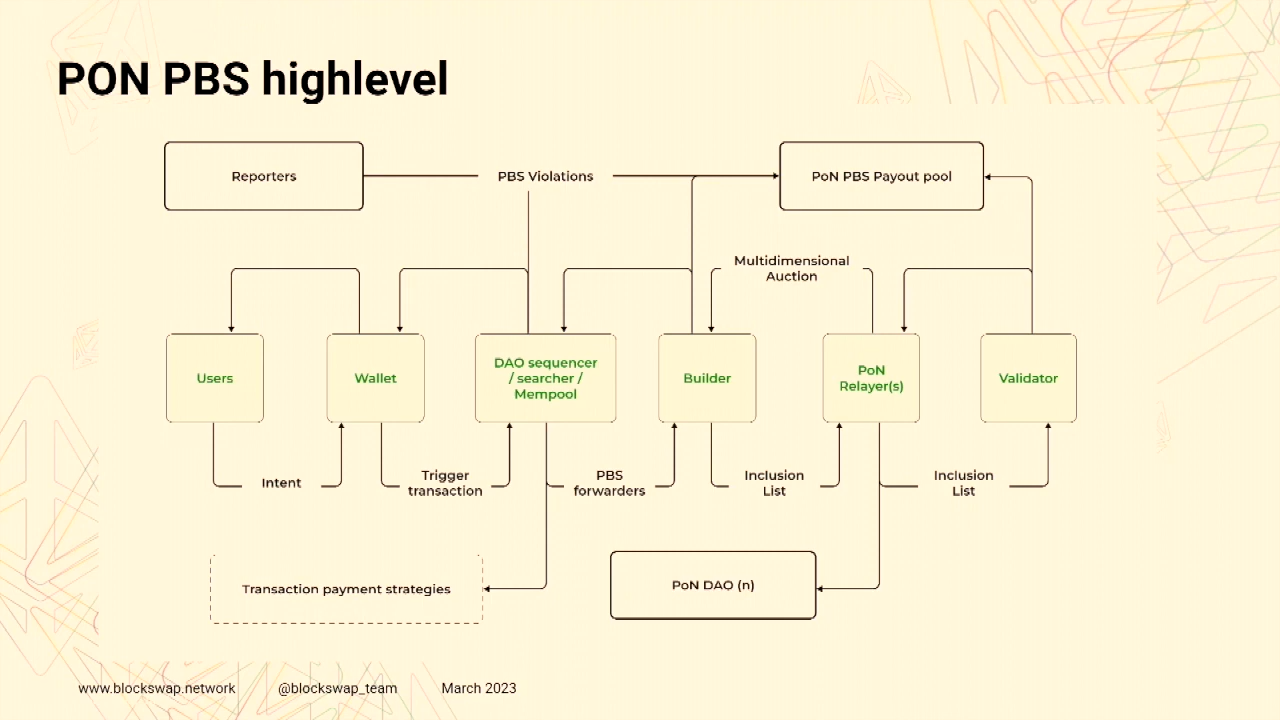 PON PBS highlevel
Reporters
PBS Violations
PoN PBS Payout pool
Multidimensional
Auction
Users
Wallet
DAO sequencer
/ searcher /
Mempool
Builder
PoN
Relayer(s)
Validator
Intent
Trigger
transaction
PBS
forwarders
Inclusion
List
Inclusion
List
Transaction payment strategies
PoN DAO (n)
www.blockswap.network
@blockswap_team
March 2023